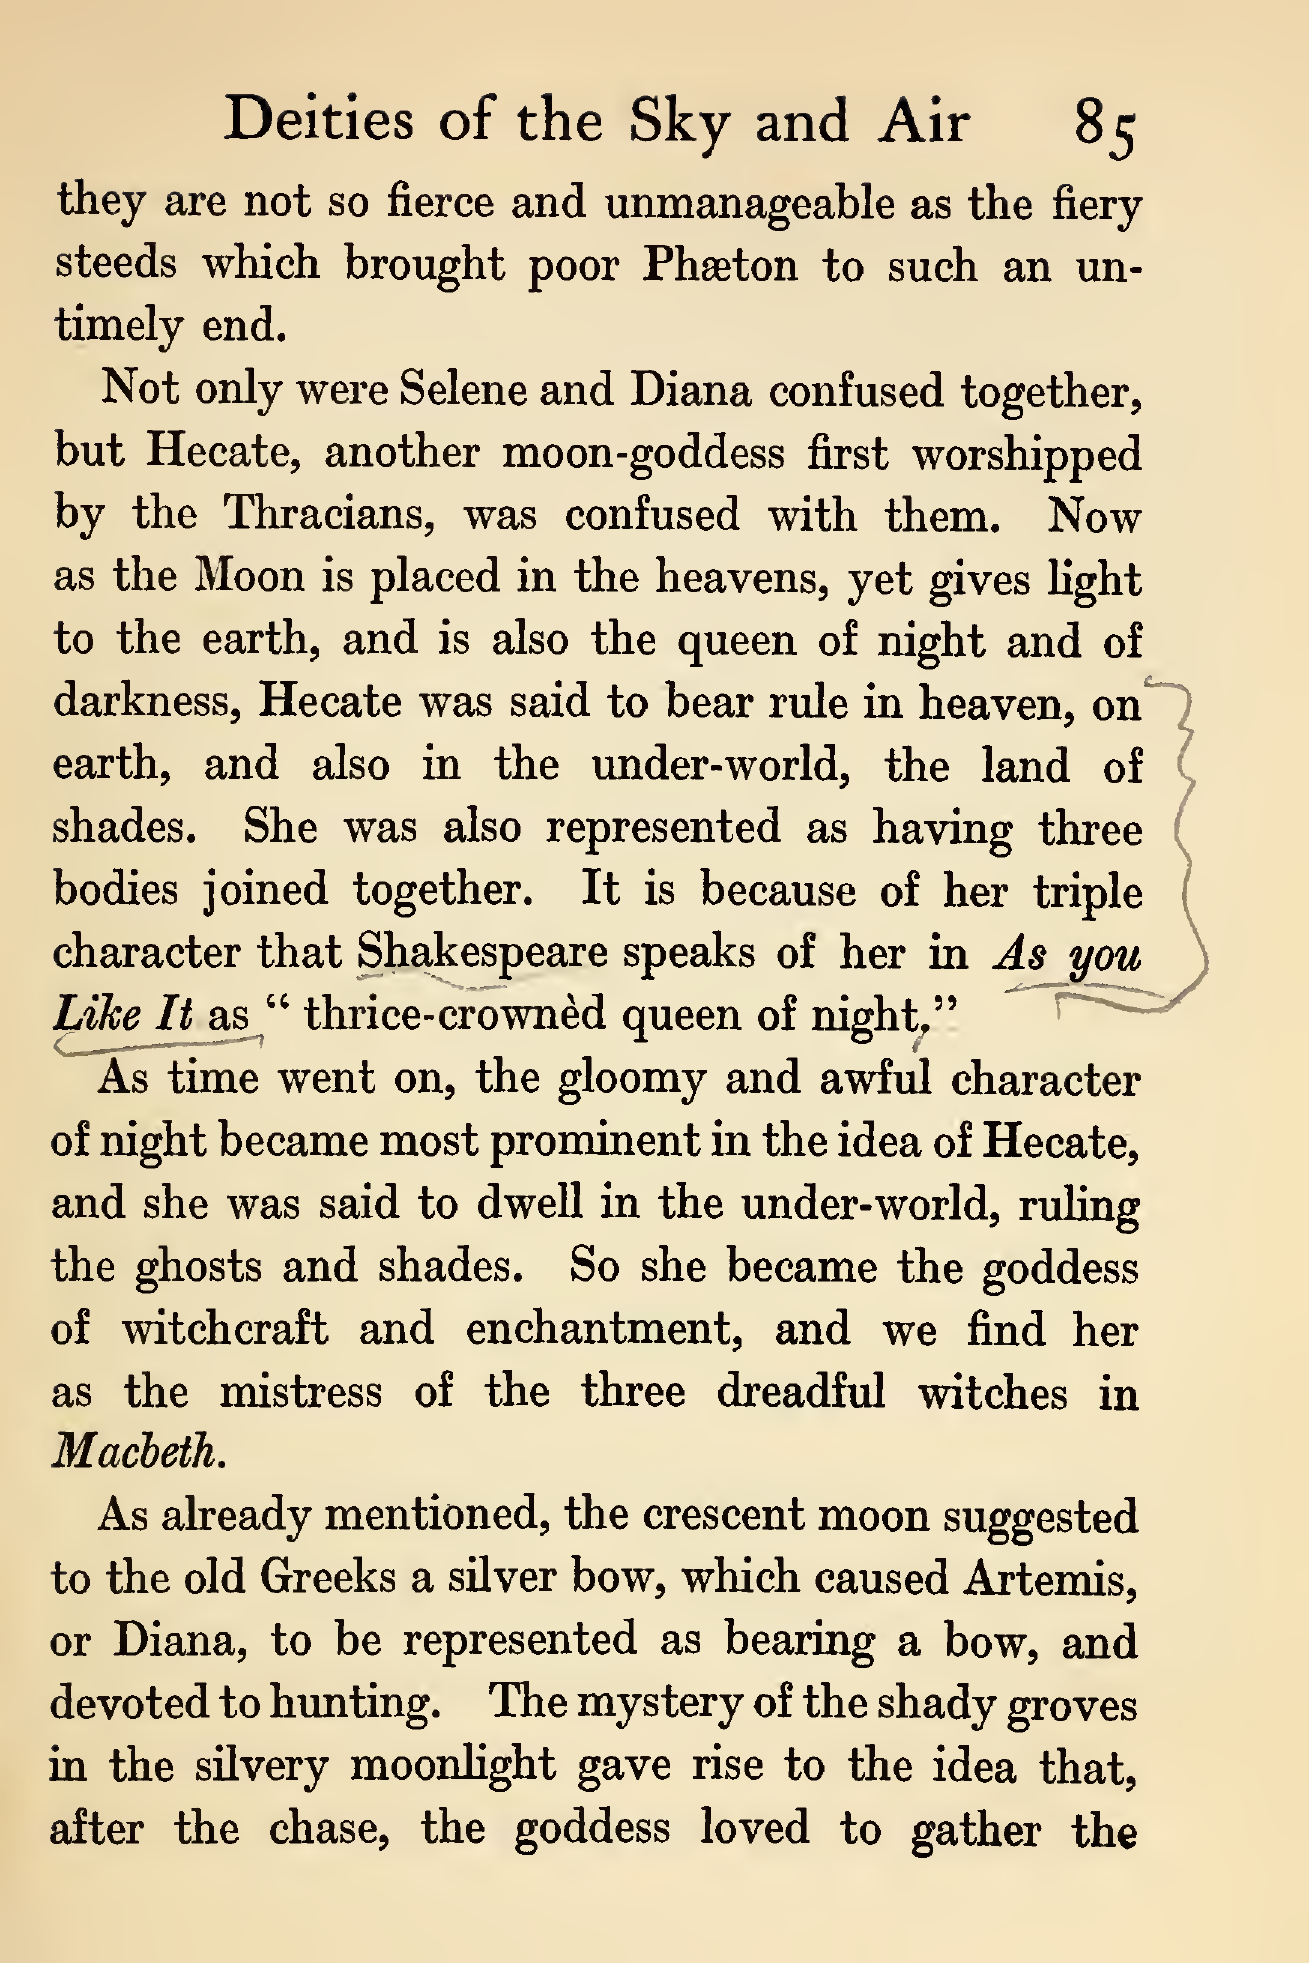 Deities of the Sky and Air 85
they are not so fierce and unmanageable as the fiery
steeds which brought poor Phæton to such an un-
timely end.
Not only were Selene and Diana confused together,
but Hecate, another moon-goddess first worshipped
by the Thracians, was confused with them. Now
as the Moon is placed in the heavens, yet gives light
to the earth, and is also the queen of night and of
darkness, Hecate was said to bear rule in heaven, on
earth, and also in the under-world, the land of
shades. She was also represented as having three
bodies joined together. It is because of her triple
character that Shakespeare speaks of her in As you
Like It as “ thrice-crownèd queen of night,”
As time went on, the gloomy and awful character
of night became most prominent in the idea of Hecate,
and she was said to dwell in the under-world, ruling
the ghosts and shades. So she became the goddess
of witchcraft and enchantment, and we find her
as the mistress of the three dreadful witches in
Macbeth.
As already mentioned, the crescent moon suggested
to the old Greeks a silver bow, which caused Artemis,
or Diana, to be represented as bearing a bow, and
devoted to hunting. The mystery of the shady groves
in the silvery moonlight gave rise to the idea that,
after the chase, the goddess loved to gather the